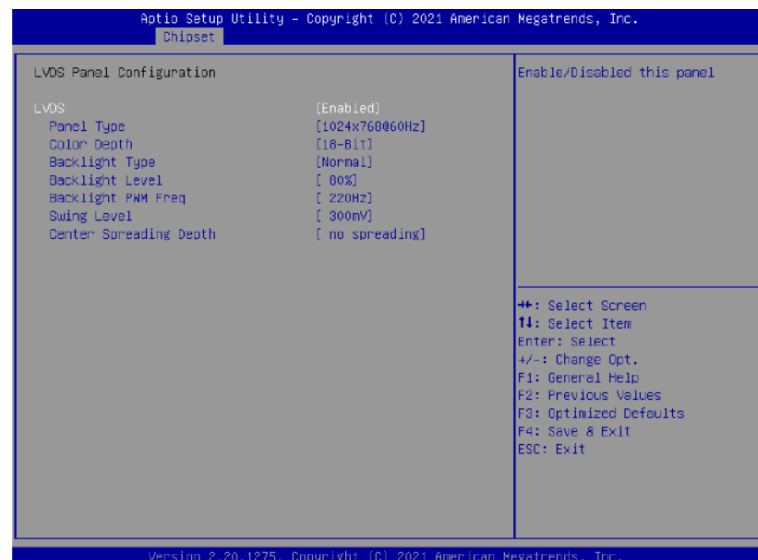 Aptio Setup Utility – Copyright (C) 2021 American Megatrends, Inc.
Chipset
LVDS Panel Configuration
LVDS [Enabled]
Panel Type [1024x768@60Hz]
Color Depth [18-Bit]
Backlight Type [Normal]
Backlight Level [ 80%]
Backlight PWM Freq [ 220Hz]
Swing Level [ 300mV]
Center Spreading Depth [ no spreading]
Enable/Disabled this panel
→←: Select Screen
↑↓: Select Item
Enter: Select
+/-: Change Opt.
F1: General Help
F2: Previous Values
F3: Optimized Defaults
F4: Save & Exit
ESC: Exit
Version 2.20.1275. Copyright (C) 2021 American Megatrends, Inc.